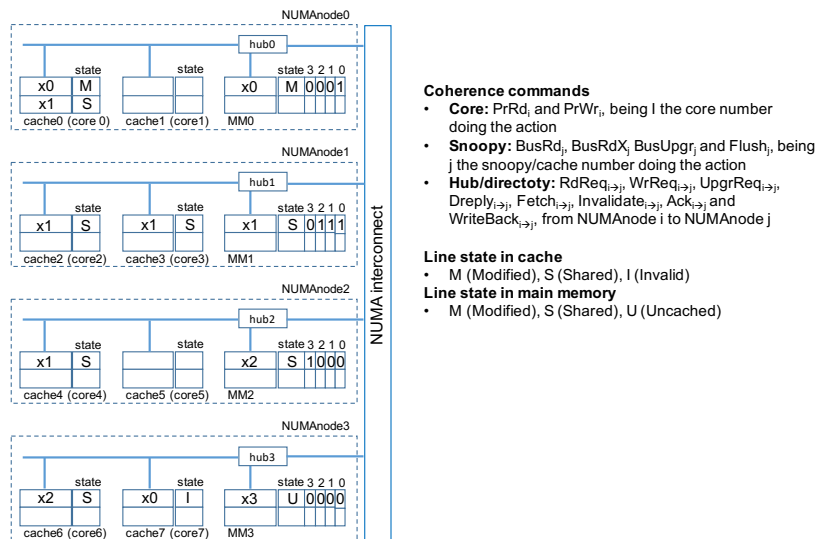 NUMAnode0
hub0
state state state 3 2 1 0
x0 M x0 M 0 0 0 1
x1 S
cache0 (core 0) cache1 (core1) MM0
NUMAnode1
hub1
state state state 3 2 1 0
x1 S x1 S x1 S 0 1 1 1
cache2 (core2) cache3 (core3) MM1
NUMAnode2
hub2
state state state 3 2 1 0
x1 S x2 S 1 0 0 0
cache4 (core4) cache5 (core5) MM2
NUMAnode3
hub3
state state state 3 2 1 0
x2 S x0 I x3 U 0 0 0 0
cache6 (core6) cache7 (core7) MM3
NUMA interconnect
Coherence commands
• Core: PrRdi and PrWri, being I the core number
doing the action
• Snoopy: BusRdj, BusRdXj BusUpgrj and Flushj, being
j the snoopy/cache number doing the action
• Hub/directoty: RdReqi→j, WrReqi→j, UpgrReqi→j,
Dreplyi→j, Fetchi→j, Invalidatei→j, Acki→j and
WriteBacki→j, from NUMAnode i to NUMAnode j
Line state in cache
• M (Modified), S (Shared), I (Invalid)
Line state in main memory
• M (Modified), S (Shared), U (Uncached)